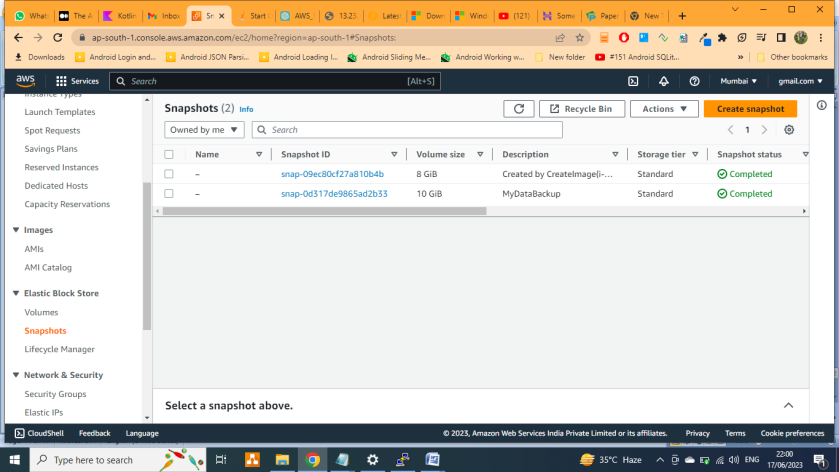 Whats
The A
Kotlin
Inbox
Sn
Start I
AWS_
13.23
Latest
Down
Wind
(121)
Some
Paper
New
ap-south-1.console.aws.amazon.com/ec2/home?region=ap-south-1#Snapshots:
Downloads
Android Login and...
Android JSON Parsi...
Android Loading I...
Android Sliding Me...
Android Working w...
New folder
#151 Android SQLit...
»
Other bookmarks
aws
Services
Search
[Alt+S]
Mumbai
gmail.com
Instance Types
Launch Templates
Spot Requests
Savings Plans
Reserved Instances
Dedicated Hosts
Capacity Reservations
Images
AMIs
AMI Catalog
Elastic Block Store
Volumes
Snapshots
Lifecycle Manager
Network & Security
Security Groups
Elastic IPs
Snapshots (2) Info
Recycle Bin
Actions
Create snapshot
Owned by me
Search
1
Name Snapshot ID Volume size Description Storage tier Snapshot status
– snap-09ec80cf27a810b4b 8 GiB Created by CreateImage(i-... Standard Completed
– snap-0d317de9865ad2b33 10 GiB MyDataBackup Standard Completed
Select a snapshot above.
CloudShell Feedback Language
© 2023, Amazon Web Services India Private Limited or its affiliates. Privacy Terms Cookie preferences
Type here to search
35°C Haze
ENG
22:00
17/06/2023